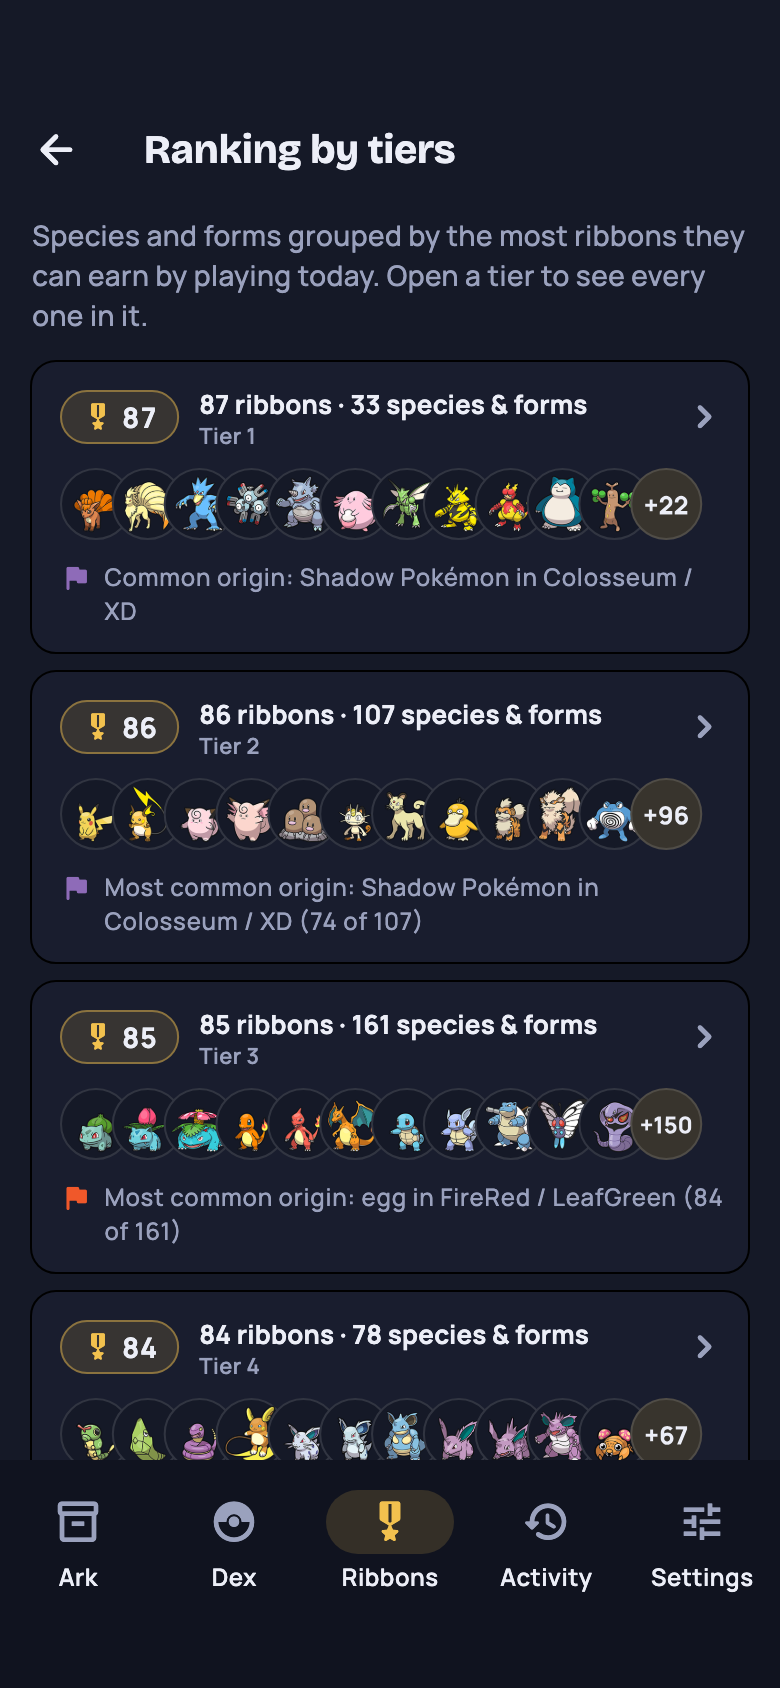 Ranking by tiers
Species and forms grouped by the most ribbons they
can earn by playing today. Open a tier to see every
one in it.
87
87 ribbons · 33 species & forms
Tier 1
+22
Common origin: Shadow Pokémon in Colosseum /
XD
86
86 ribbons · 107 species & forms
Tier 2
+96
Most common origin: Shadow Pokémon in
Colosseum / XD (74 of 107)
85
85 ribbons · 161 species & forms
Tier 3
+150
Most common origin: egg in FireRed / LeafGreen (84
of 161)
84
84 ribbons · 78 species & forms
Tier 4
+67
Ark
Dex
Ribbons
Activity
Settings